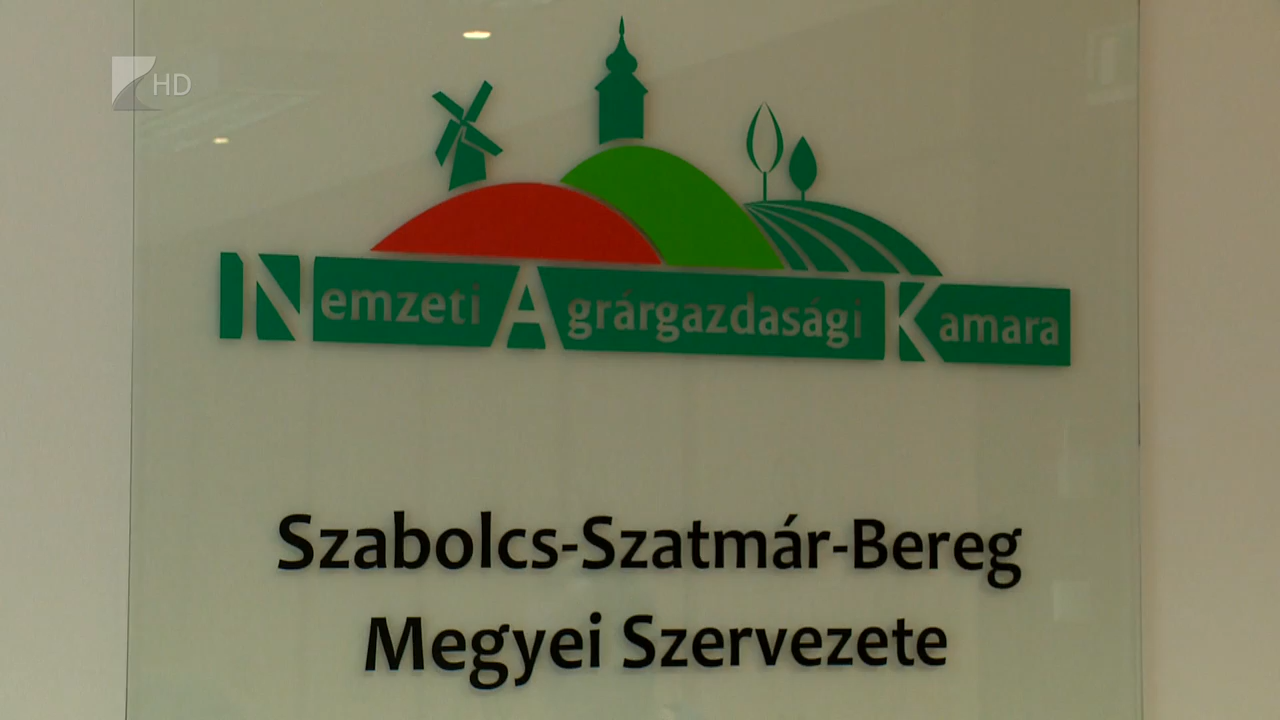 HD
Nemzeti Agrárgazdasági Kamara
Szabolcs-Szatmár-Bereg
Megyei Szervezete